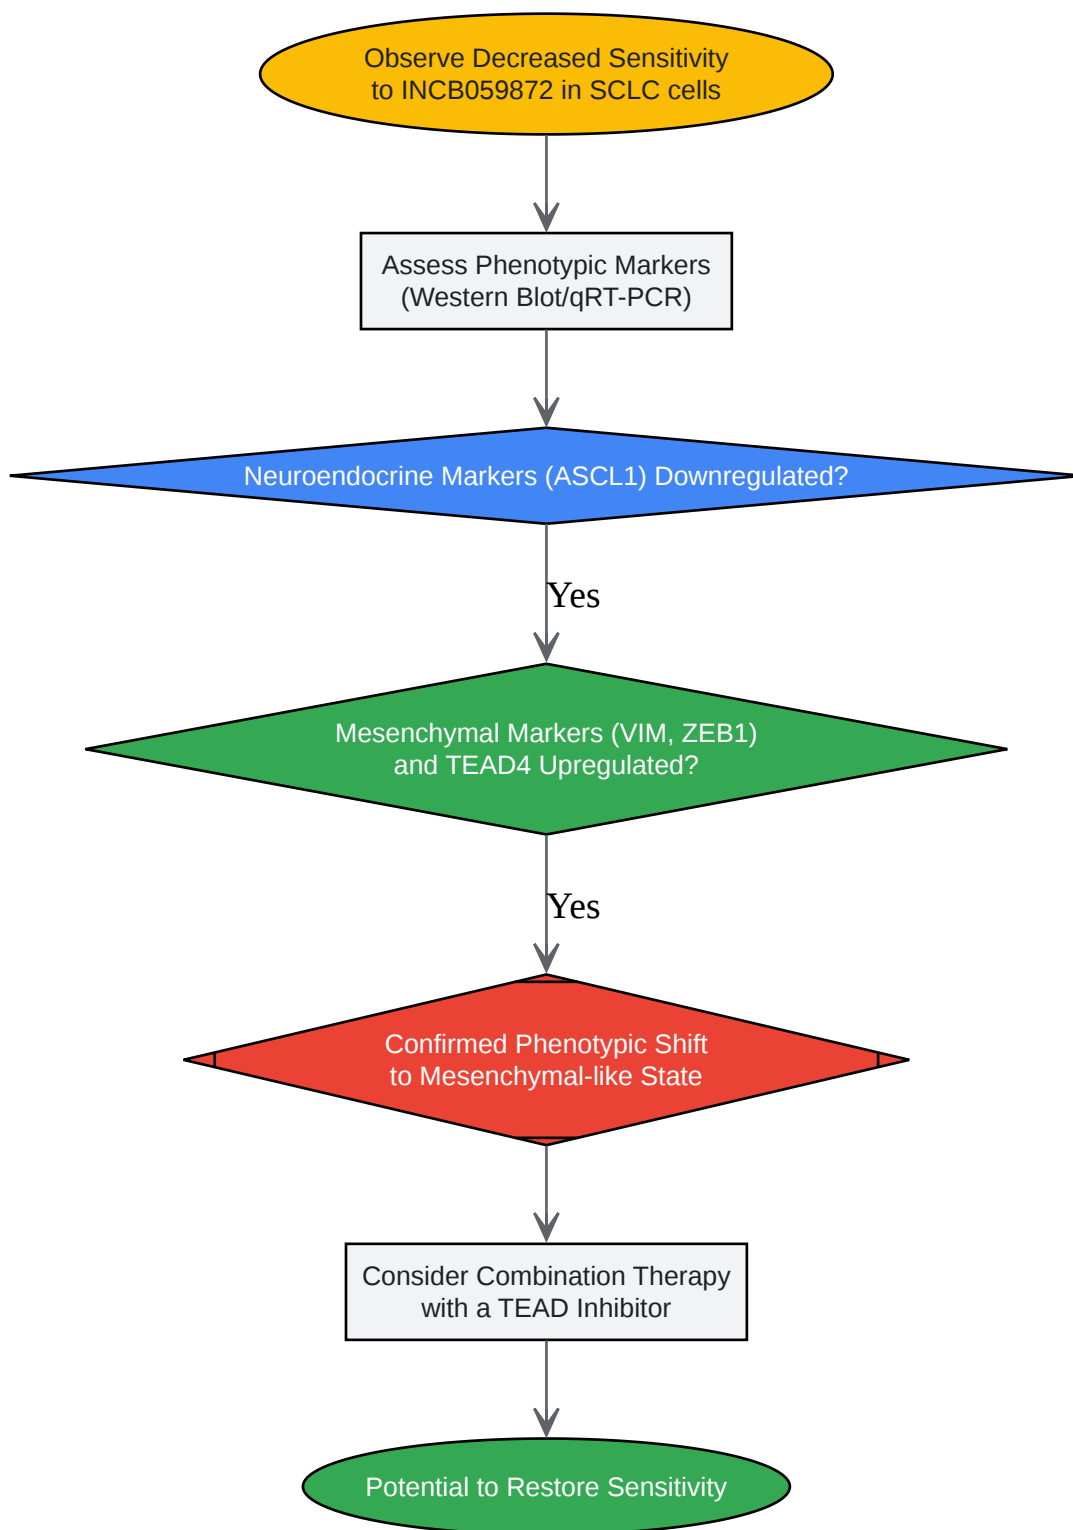 Observe Decreased Sensitivity
to INCB059872 in SCLC cells
Assess Phenotypic Markers
(Western Blot/qRT-PCR)
Neuroendocrine Markers (ASCL1) Downregulated?
Yes
Mesenchymal Markers (VIM, ZEB1)
and TEAD4 Upregulated?
Yes
Confirmed Phenotypic Shift
to Mesenchymal-like State
Consider Combination Therapy
with a TEAD Inhibitor
Potential to Restore Sensitivity